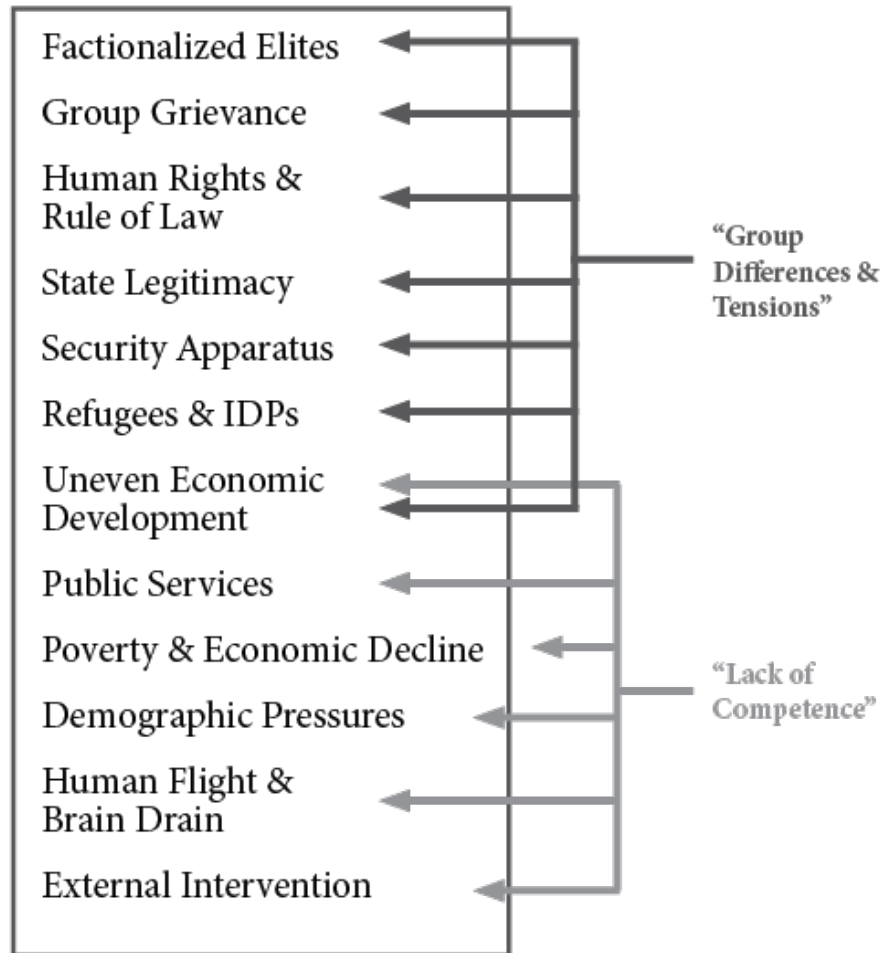 Factionalized Elites
Group Grievance
Human Rights &
Rule of Law
State Legitimacy
Security Apparatus
Refugees & IDPs
Uneven Economic
Development
Public Services
Poverty & Economic Decline
Demographic Pressures
Human Flight &
Brain Drain
External Intervention
“Group
Differences &
Tensions”
“Lack of
Competence”